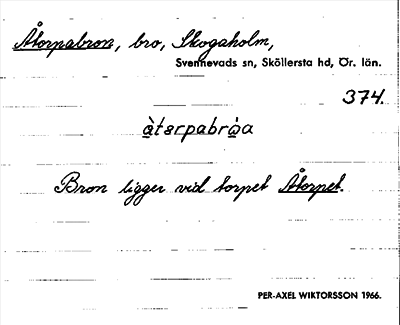 Åtorpabron, bro, Skogaholm,
Svennevads sn, Sköllersta hd, Ör. län.
374.
Bron ligger vid torpet Åtorpet.
PER-AXEL WIKTORSSON 1966.